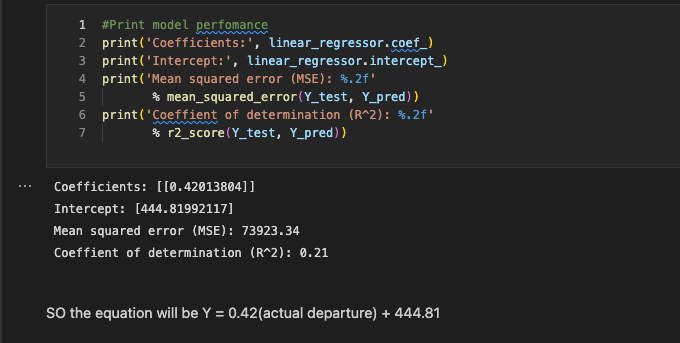 1 #Print model perfomance
2 print('Coefficients:', linear_regressor.coef_)
3 print('Intercept:', linear_regressor.intercept_)
4 print('Mean squared error (MSE): %.2f'
5 % mean_squared_error(Y_test, Y_pred))
6 print('Coeffient of determination (R^2): %.2f'
7 % r2_score(Y_test, Y_pred))
... Coefficients: [[0.42013804]]
Intercept: [444.81992117]
Mean squared error (MSE): 73923.34
Coeffient of determination (R^2): 0.21
SO the equation will be Y = 0.42(actual departure) + 444.81